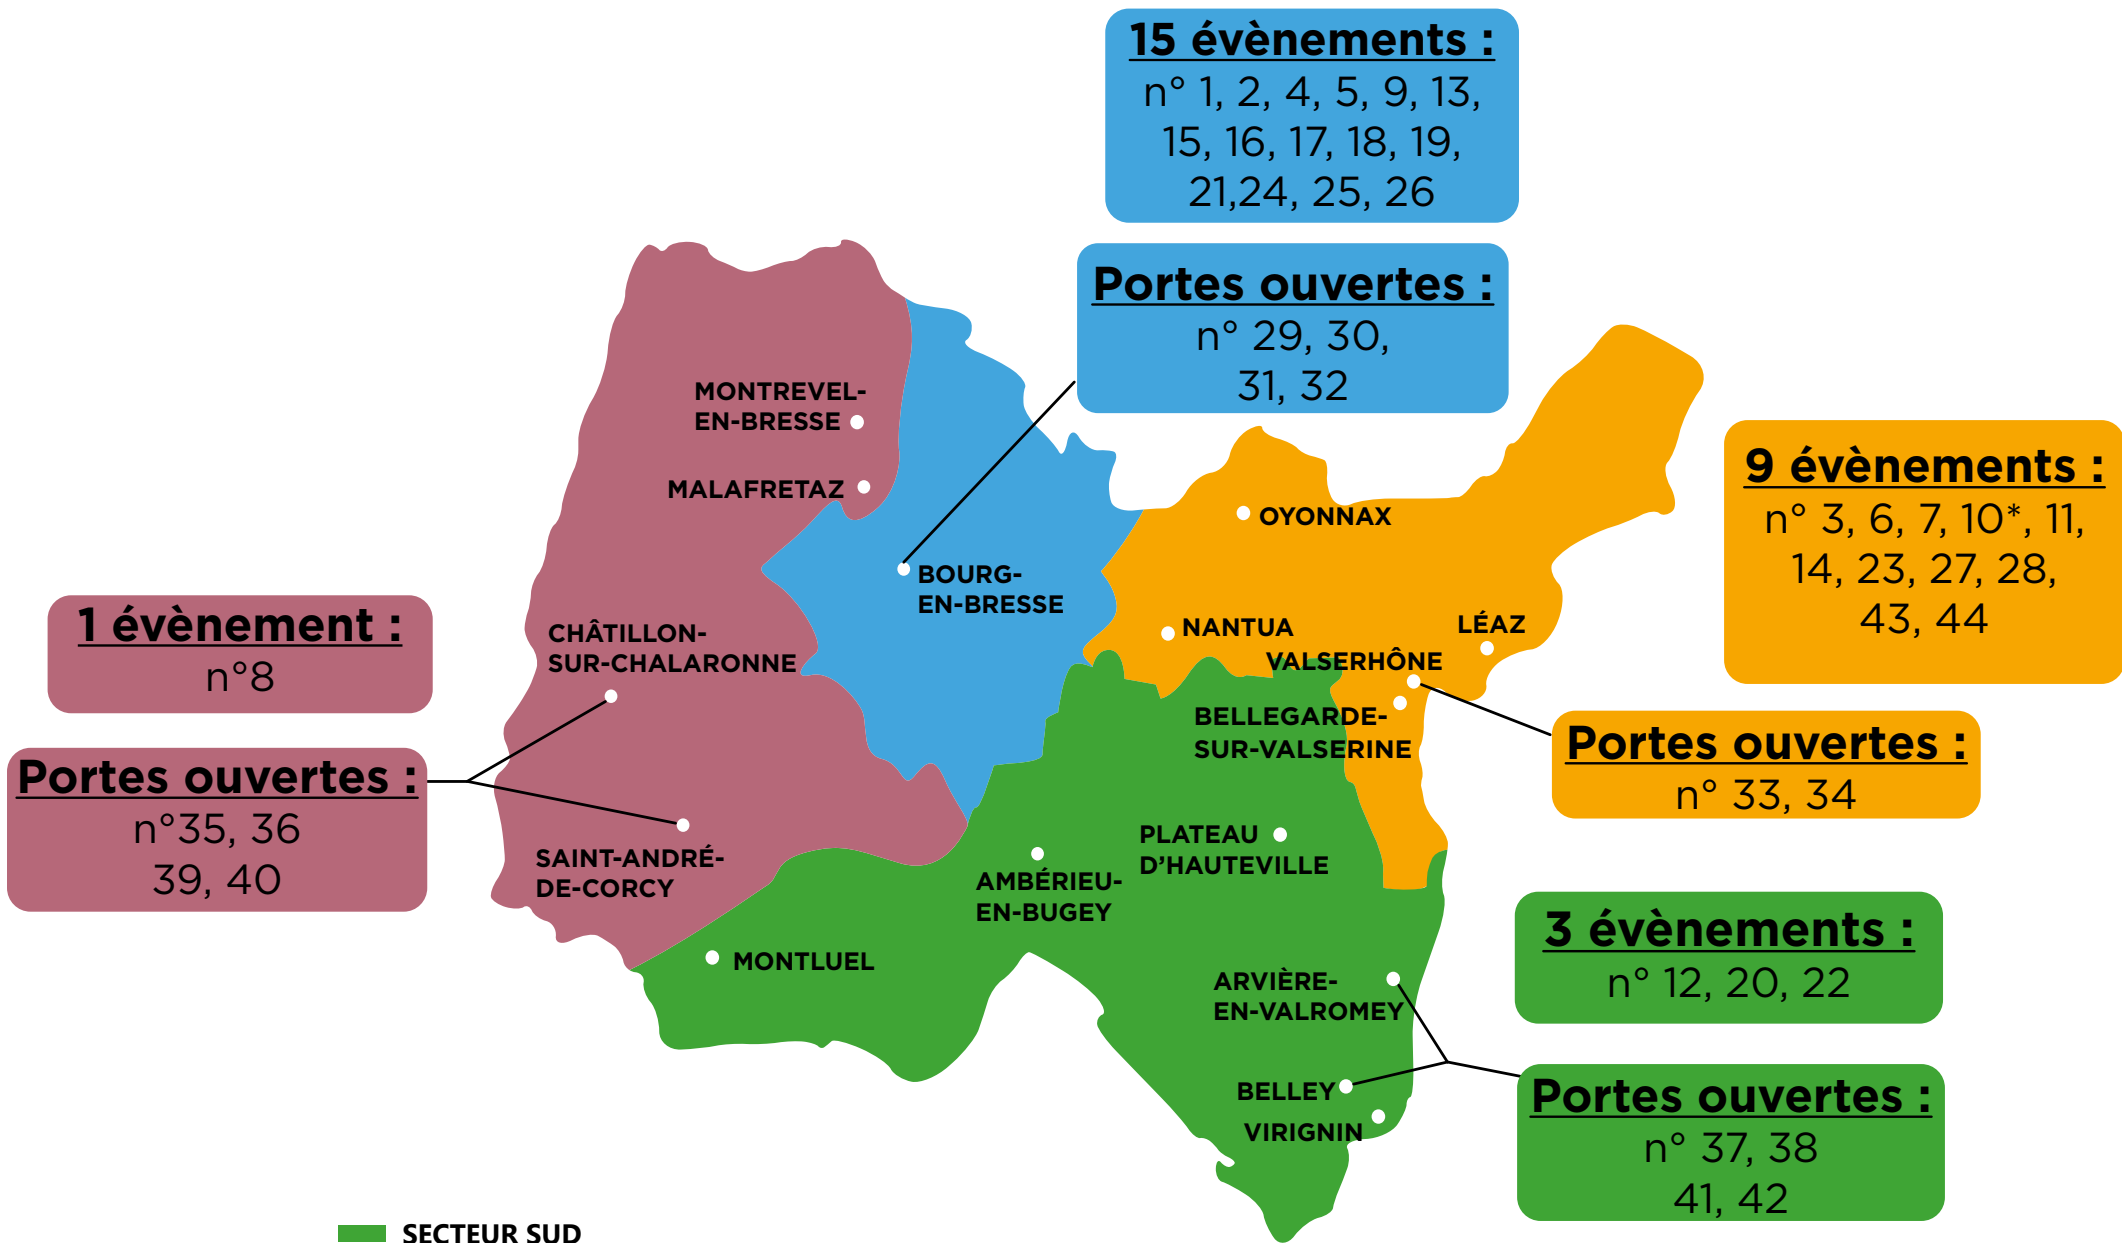 15 évènements :
n° 1, 2, 4, 5, 9, 13,
15, 16, 17, 18, 19,
21,24, 25, 26
Portes ouvertes :
n° 29, 30,
31, 32
MONTREVEL-
EN-BRESSE
MALAFRETAZ
OYONNAX
9 évènements :
n° 3, 6, 7, 10*, 11,
14, 23, 27, 28,
43, 44
BOURG-
EN-BRESSE
1 évènement :
n°8
CHÂTILLON-
SUR-CHALARONNE
NANTUA
LÉAZ
VALSERHÔNE
BELLEGARDE-
SUR-VALSERINE
Portes ouvertes :
n° 33, 34
Portes ouvertes :
n°35, 36
39, 40
SAINT-ANDRÉ-
DE-CORCY
AMBÉRIEU-
EN-BUGEY
PLATEAU
D'HAUTEVILLE
3 évènements :
n° 12, 20, 22
MONTLUEL
ARVIÈRE-
EN-VALROMEY
BELLEY
VIRIGNIN
Portes ouvertes :
n° 37, 38
41, 42
SECTEUR SUD